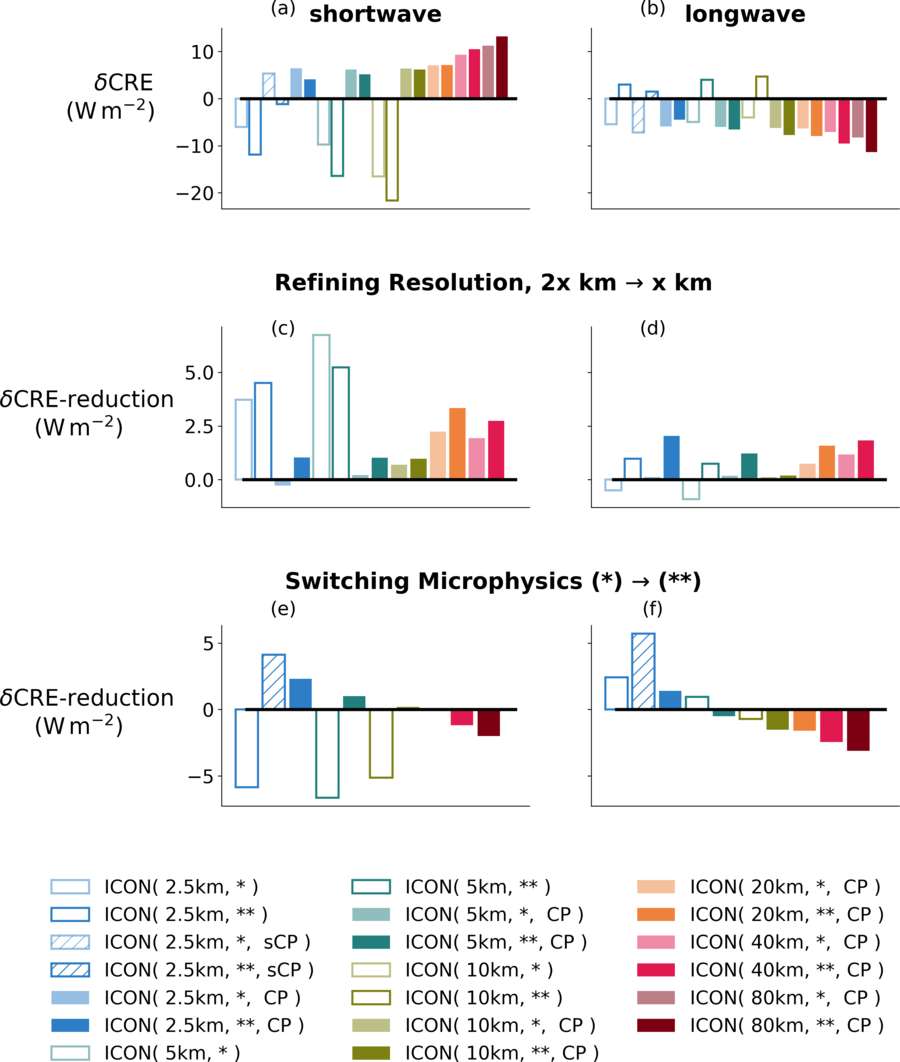 (a) (b)
shortwave longwave
δCRE
(W m−2)
10
0
−10
−20
Refining Resolution, 2x km → x km
(c) (d)
δCRE-reduction
(W m−2)
5.0
2.5
0.0
Switching Microphysics (*) → (**)
(e) (f)
δCRE-reduction
(W m−2)
5
0
−5
ICON( 2.5km, * )
ICON( 2.5km, ** )
ICON( 2.5km, *, sCP )
ICON( 2.5km, **, sCP )
ICON( 2.5km, *, CP )
ICON( 2.5km, **, CP )
ICON( 5km, * )
ICON( 5km, ** )
ICON( 5km, *, CP )
ICON( 5km, **, CP )
ICON( 10km, * )
ICON( 10km, ** )
ICON( 10km, *, CP )
ICON( 10km, **, CP )
ICON( 20km, *, CP )
ICON( 20km, **, CP )
ICON( 40km, *, CP )
ICON( 40km, **, CP )
ICON( 80km, *, CP )
ICON( 80km, **, CP )